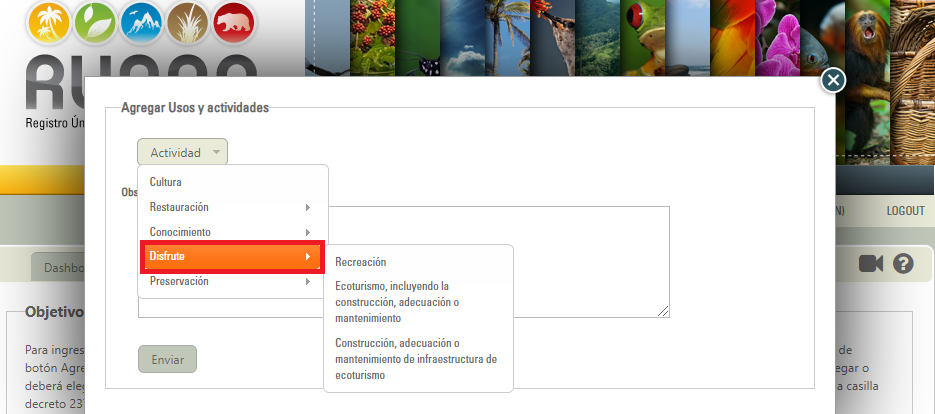 Registro Ún
Agregar Usos y actividades
Actividad
Cultura
Restauración
Conocimiento
Disfrute
Preservación
Recreación
Ecoturismo, incluyendo la
construcción, adecuación o
mantenimiento
Construcción, adecuación o
mantenimiento de infraestructura de
ecoturismo
Enviar
N)
LOGOUT
Dashbo
Objetivo
Para ingres
de
botón Agre
egar o
deberá eleg
a casilla
decreto 23